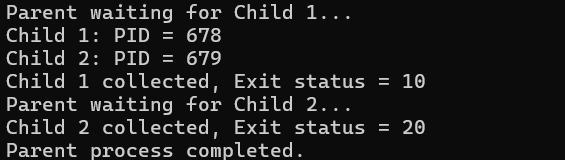 Parent waiting for Child 1...
Child 1: PID = 678
Child 2: PID = 679
Child 1 collected, Exit status = 10
Parent waiting for Child 2...
Child 2 collected, Exit status = 20
Parent process completed.